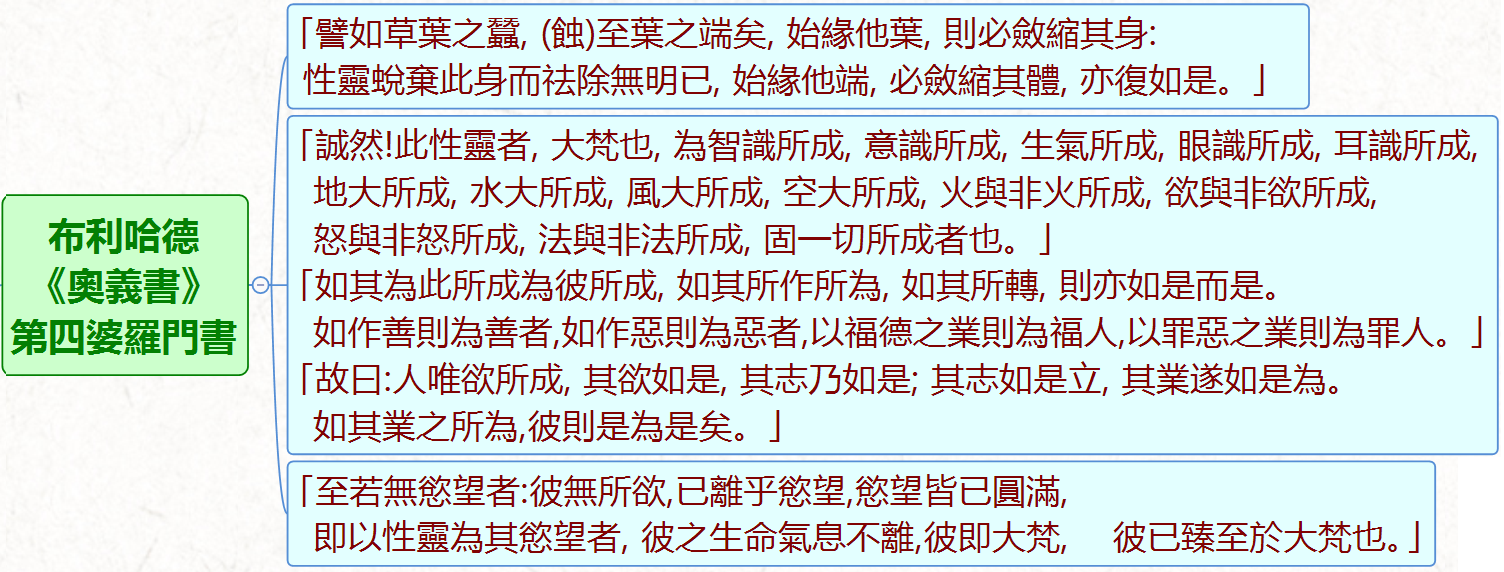 布利哈德
《奧義書》
第四婆羅門書
「譬如草葉之蠶, (蝕)至葉之端矣, 始緣他葉, 則必斂縮其身:
性靈蛻棄此身而祛除無明已, 始緣他端, 必斂縮其體, 亦復如是。」
「誠然!此性靈者, 大梵也, 為智識所成, 意識所成, 生氣所成, 眼識所成, 耳識所成,
地大所成, 水大所成, 風大所成, 空大所成, 火與非火所成, 欲與非欲所成,
怒與非怒所成, 法與非法所成, 固一切所成者也。」
「如其為此所成為彼所成, 如其所作所為, 如其所轉, 則亦如是而是。
如作善則為善者,如作惡則為惡者,以福德之業則為福人,以罪惡之業則為罪人。」
「故曰:人唯欲所成, 其欲如是, 其志乃如是; 其志如是立, 其業遂如是為。
如其業之所為,彼則是為是矣。」
「至若無慾望者:彼無所欲,已離乎慾望,慾望皆已圓滿,
即以性靈為其慾望者, 彼之生命氣息不離,彼即大梵, 彼已臻至於大梵也。」